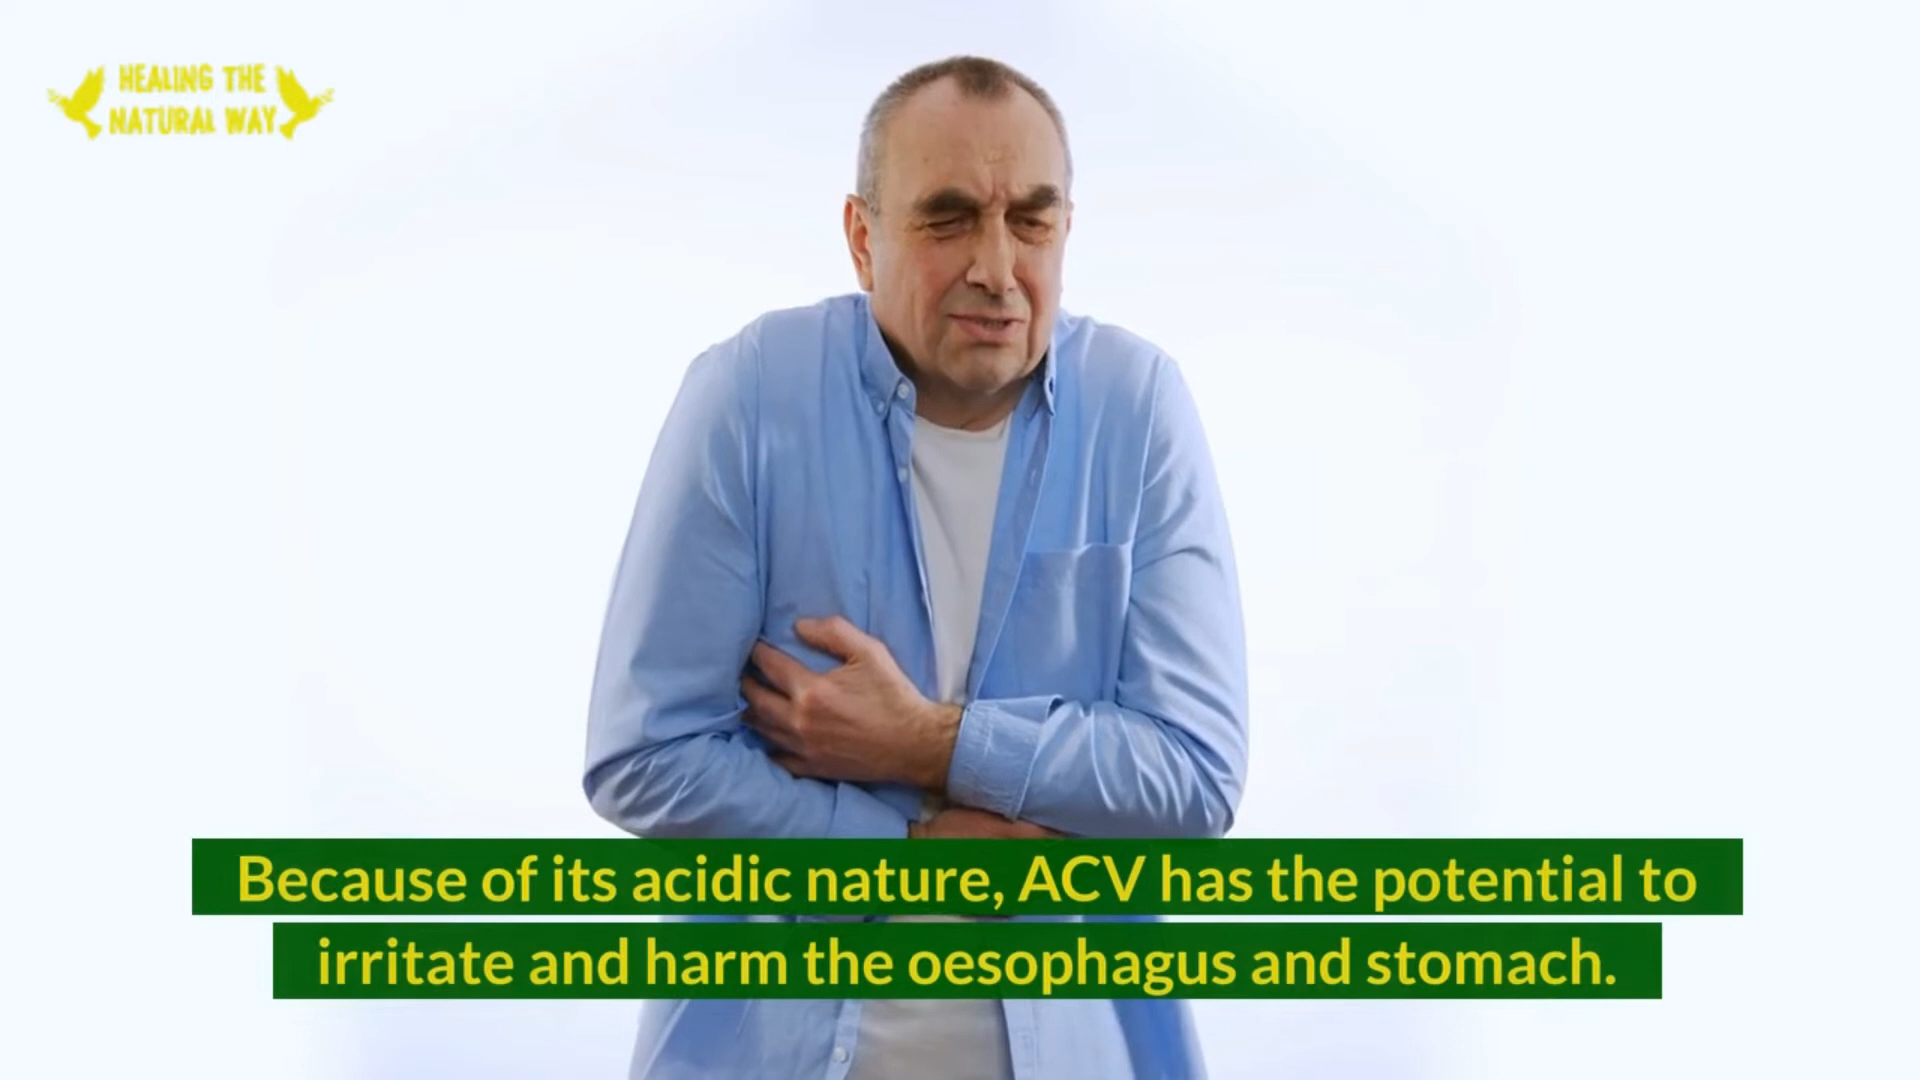 HEALING THE
NATURAL WAY
Because of its acidic nature, ACV has the potential to
irritate and harm the oesophagus and stomach.